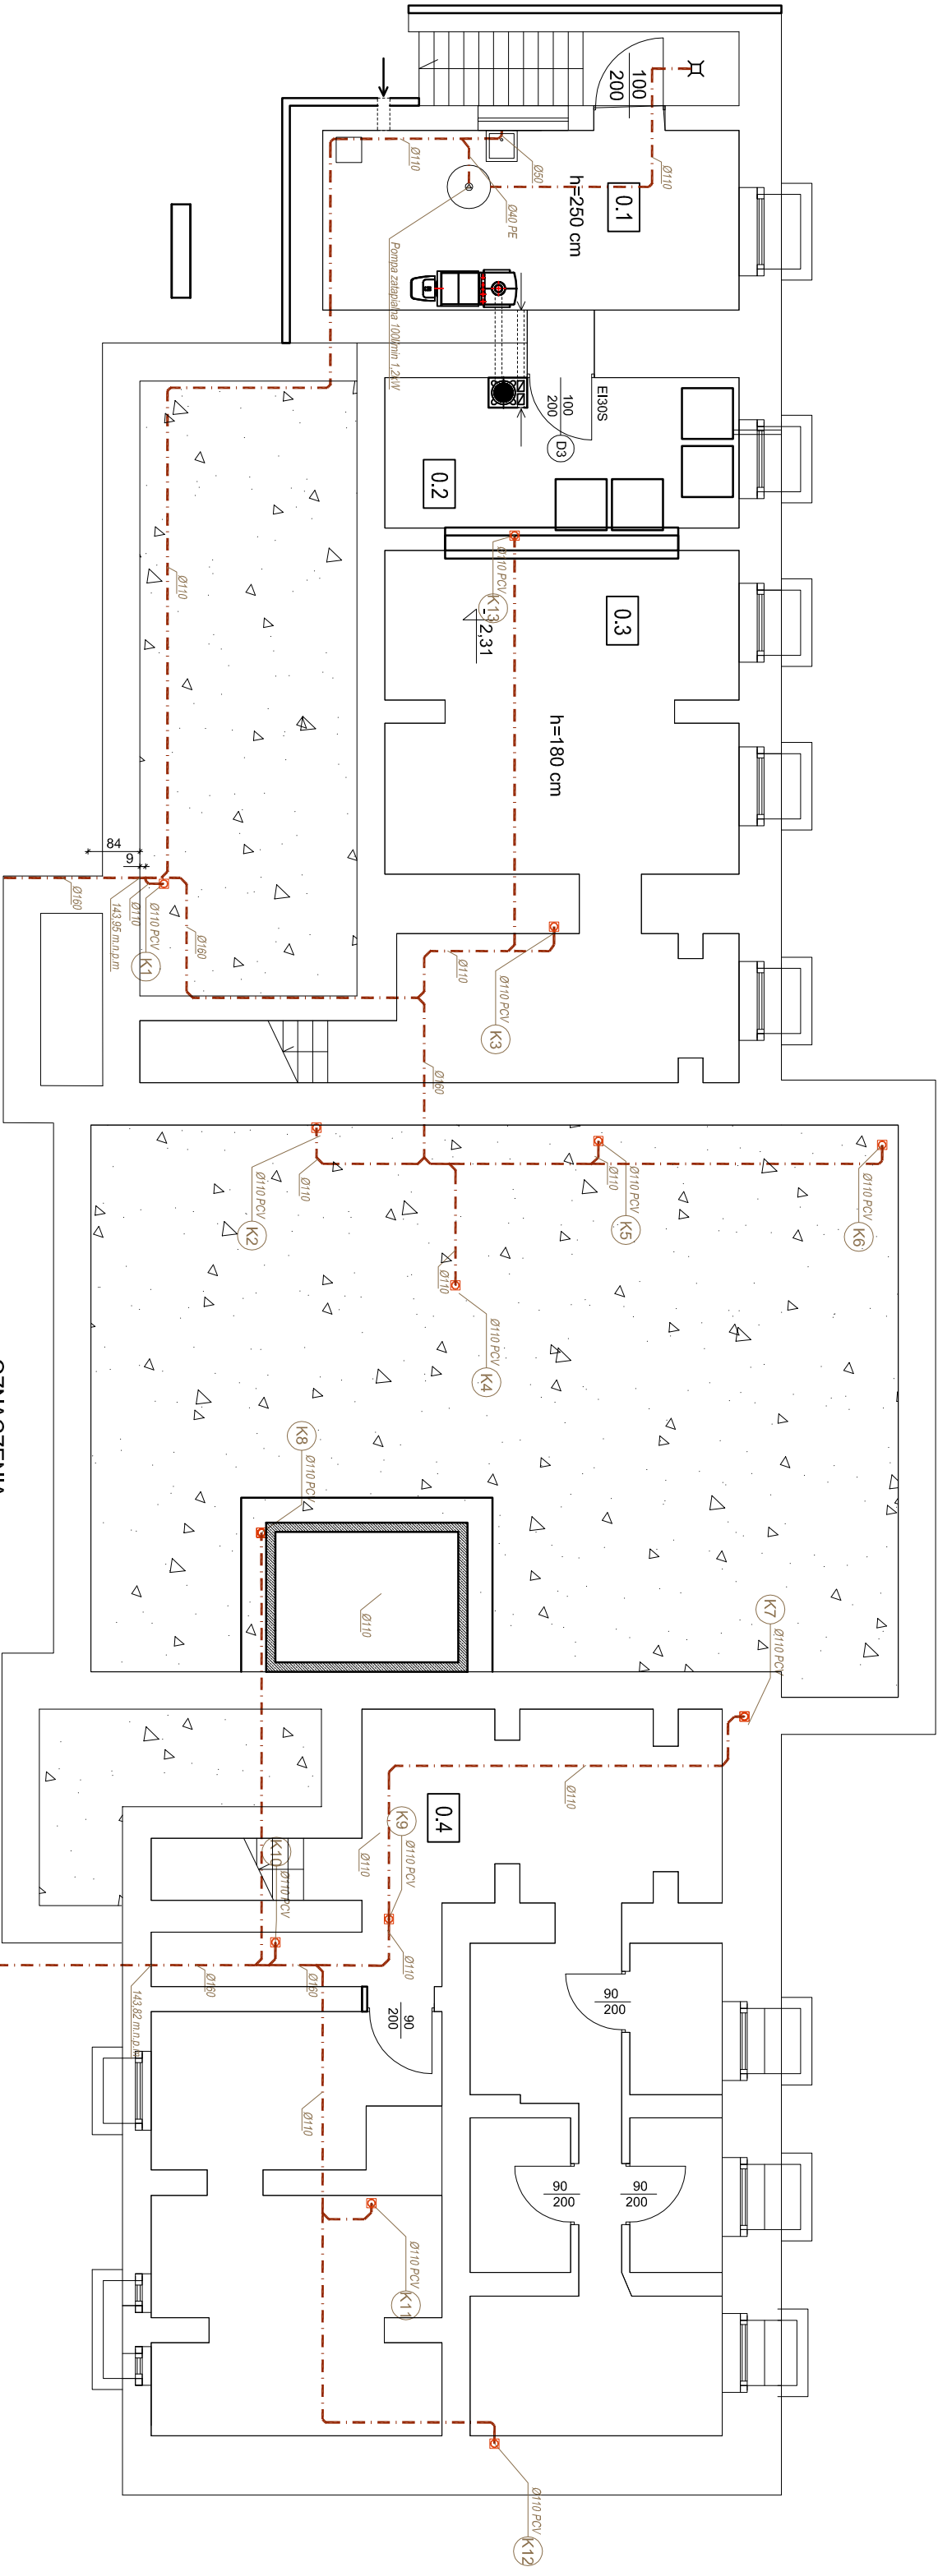 100
200
Ø110
0.1
h=250 cm
Ø110
Ø50
Ø40 PE
Pompa zatapialna 100l/min 1,2kW
EI30S
100
200
D3
0.2
Ø110 PCV
K13
- 2,31
0.3
h=180 cm
Ø110
84
9
Ø160
Ø110
143,95 m.n.p.m
Ø110 PCV
K1
Ø160
Ø110
Ø110 PCV
K3
Ø160
Ø110
Ø110 PCV
K2
Ø110
Ø110 PCV
K5
Ø110 PCV
K6
Ø110
Ø110 PCV
K4
OZNACZENIA
K8
Ø110 PCV
Ø110
K7
Ø110 PCV
Ø110
0.4
K9
Ø110 PCV
Ø110
K10
Ø110 PCV
Ø110
Ø160
Ø160
143,82 m.n.p.
90
200
90
200
Ø110
90
200
90
200
Ø110 PCV
K11
Ø110 PCV
K12